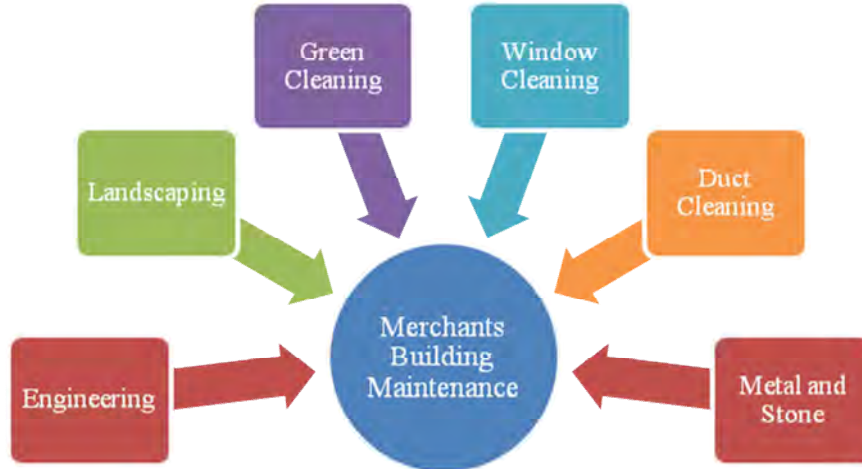 Green
Cleaning
Window
Cleaning
Landscaping
Duct
Cleaning
Merchants
Building
Maintenance
Engineering
Metal and
Stone